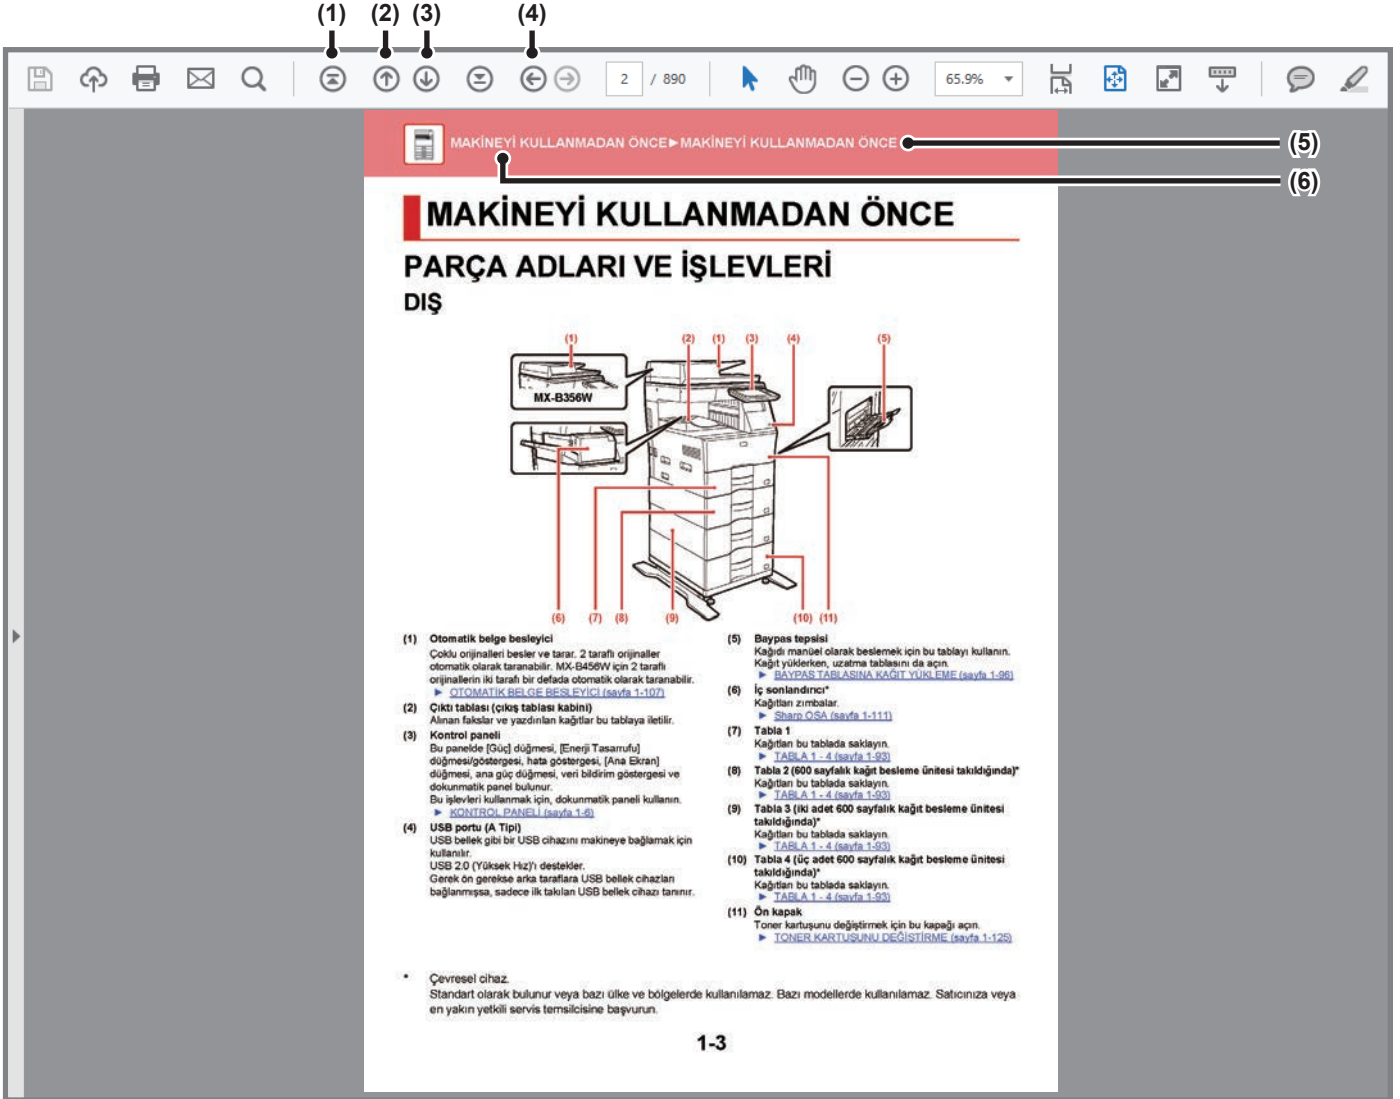 (1) (2) (3) (4)
2 / 890 65.9%
MAKİNEYİ KULLANMADAN ÖNCE►MAKİNEYİ KULLANMADAN ÖNCE
(5)
(6)
MAKİNEYİ KULLANMADAN ÖNCE
PARÇA ADLARI VE İŞLEVLERİ
DIŞ
(1) (2) (1) (3) (4) (5)
MX-B356W
(6) (7) (8) (9) (10) (11)
(1) Otomatik belge besleyici
Çoklu orijinalleri besler ve tarar. 2 taraflı orijinaller
otomatik olarak taranabilir. MX-B456W için 2 taraflı
orijinallerin iki tarafı bir defada otomatik olarak taranabilir.
► OTOMATİK BELGE BESLEYİCİ (sayfa 1-107)
(2) Çıktı tablası (çıkış tablası kabini)
Alınan fakslar ve yazdırılan kağıtlar bu tablaya iletilir.
(3) Kontrol paneli
Bu panelde [Güç] düğmesi, [Enerji Tasarrufu]
düğmesi/göstergesi, hata göstergesi, [Ana Ekran]
düğmesi, ana güç düğmesi, veri bildirim göstergesi ve
dokunmatik panel bulunur.
Bu işlevleri kullanmak için, dokunmatik paneli kullanın.
► KONTROL PANELİ (sayfa 1-6)
(4) USB portu (A Tipi)
USB bellek gibi bir USB cihazını makineye bağlamak için
kullanılır.
USB 2.0 (Yüksek Hız)'ı destekler.
Gerek ön gerekse arka taraflara USB bellek cihazları
bağlanmışsa, sadece ilk takılan USB bellek cihazı tanınır.
(5) Baypas tepsisi
Kağıdı manüel olarak beslemek için bu tablayı kullanın.
Kağıt yüklerken, uzatma tablasını da açın.
► BAYPAS TABLASINA KAĞIT YÜKLEME (sayfa 1-96)
(6) İç sonlandırıcı*
Kağıtları zımbalar.
► Sharp OSA (sayfa 1-111)
(7) Tabla 1
Kağıtları bu tablada saklayın.
► TABLA 1 - 4 (sayfa 1-93)
(8) Tabla 2 (600 sayfalık kağıt besleme ünitesi takıldığında)*
Kağıtları bu tablada saklayın.
► TABLA 1 - 4 (sayfa 1-93)
(9) Tabla 3 (iki adet 600 sayfalık kağıt besleme ünitesi
takıldığında)*
Kağıtları bu tablada saklayın.
► TABLA 1 - 4 (sayfa 1-93)
(10) Tabla 4 (üç adet 600 sayfalık kağıt besleme ünitesi
takıldığında)*
Kağıtları bu tablada saklayın.
► TABLA 1 - 4 (sayfa 1-93)
(11) Ön kapak
Toner kartuşunu değiştirmek için bu kapağı açın.
► TONER KARTUŞUNU DEĞİŞTİRME (sayfa 1-125)
* Çevresel cihaz.
Standart olarak bulunur veya bazı ülke ve bölgelerde kullanılamaz. Bazı modellerde kullanılamaz. Satıcınıza veya
en yakın yetkili servis temsilcisine başvurun.
1-3